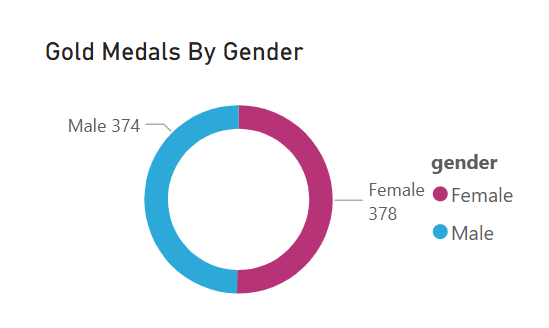 Gold Medals By Gender
Male 374
Female
378
gender
Female
Male